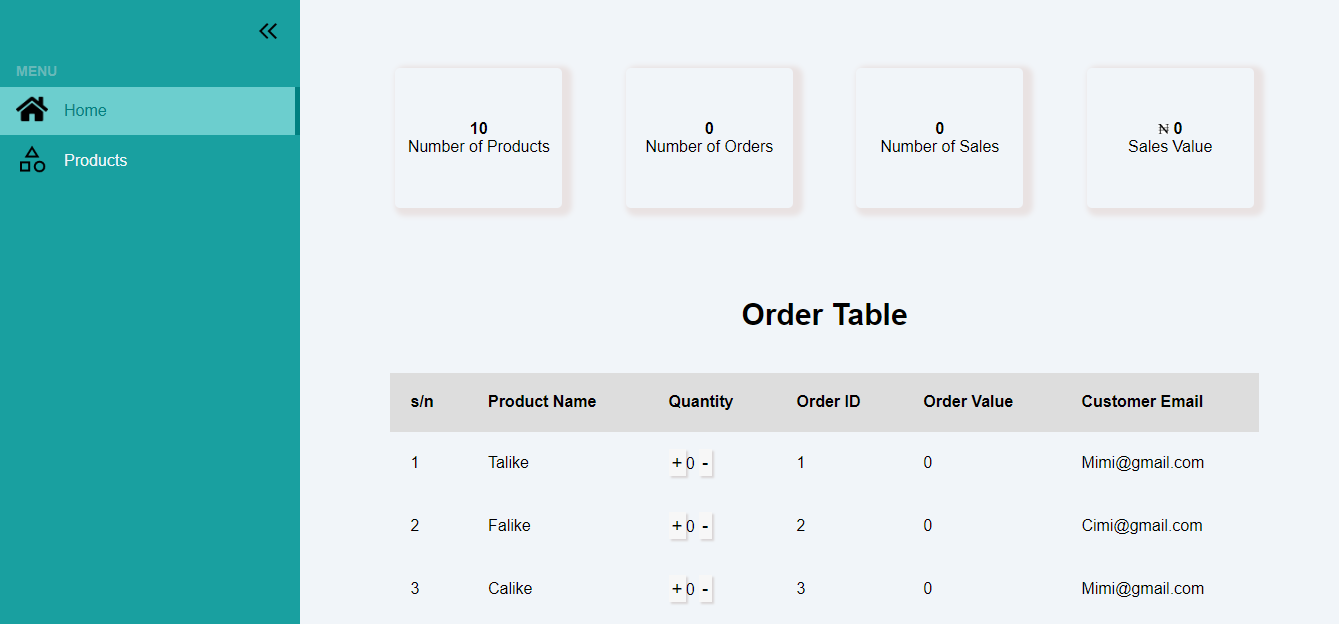 MENU
Home
Products
10
Number of Products
0
Number of Orders
0
Number of Sales
₦ 0
Sales Value
Order Table
s/n Product Name Quantity Order ID Order Value Customer Email
1 Talike + 0 - 1 0 Mimi@gmail.com
2 Falike + 0 - 2 0 Cimi@gmail.com
3 Calike + 0 - 3 0 Mimi@gmail.com